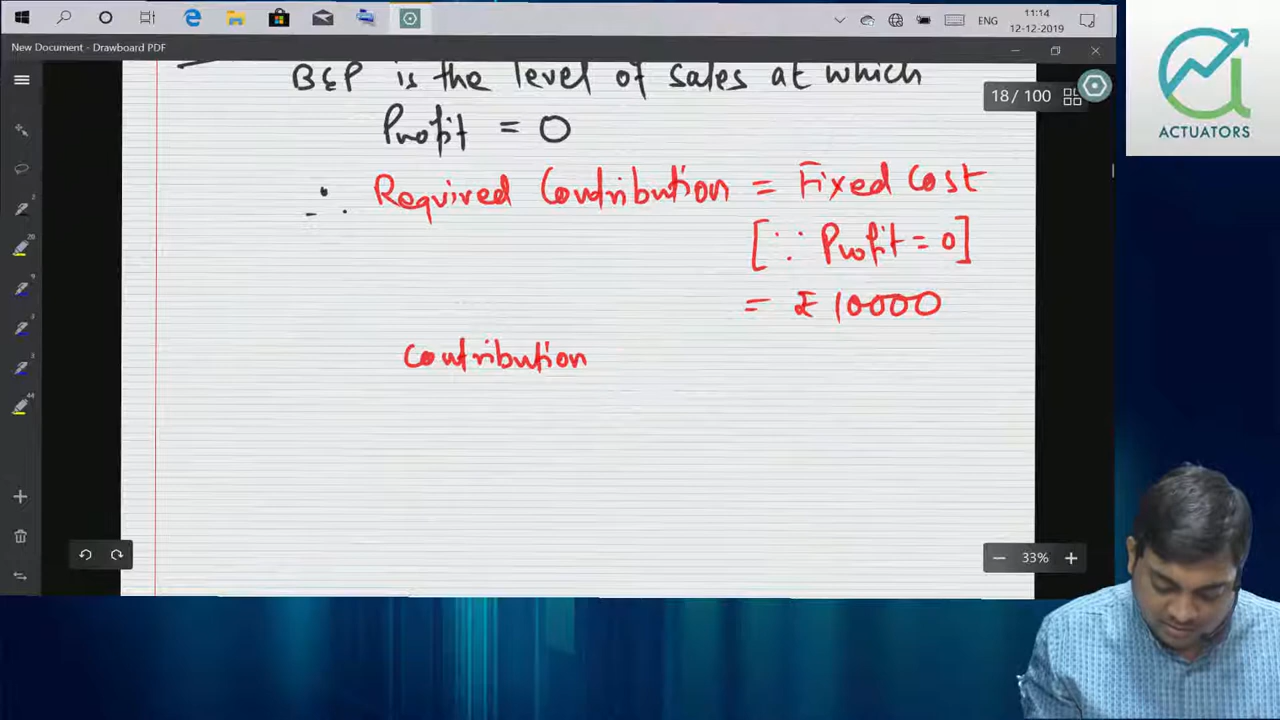 11:14
ENG
12-12-2019
New Document - Drawboard PDF
BEP is the level of sales at which
18 / 100
Profit = 0
ACTUATORS
∴ Required Contribution = Fixed Cost
[∵ Profit = 0]
= ₹ 10000
Contribution
33%